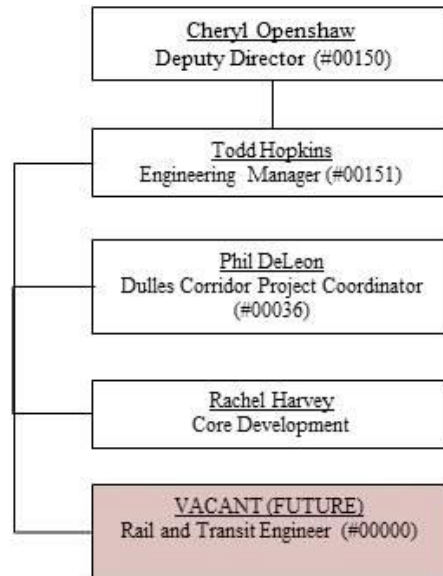 Cheryl Openshaw
Deputy Director (#00150)
Todd Hopkins
Engineering Manager (#00151)
Phil DeLeon
Dulles Corridor Project Coordinator
(#00036)
Rachel Harvey
Core Development
VACANT (FUTURE)
Rail and Transit Engineer (#00000)